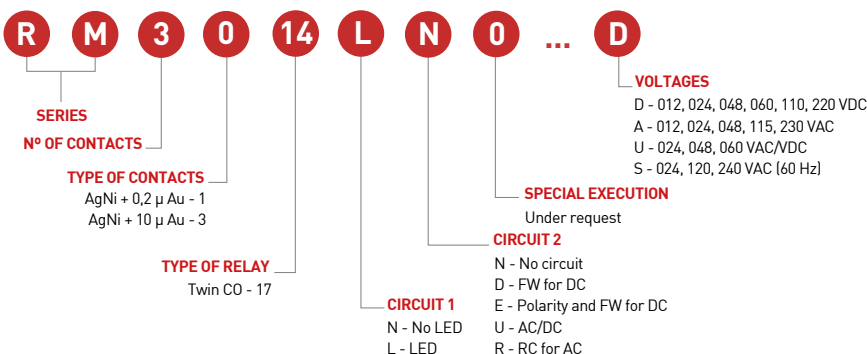 R M 3 0 14 L N 0 ... D
SERIES
Nº OF CONTACTS
TYPE OF CONTACTS
AgNi + 0,2 µ Au - 1
AgNi + 10 µ Au - 3
TYPE OF RELAY
Twin CO - 17
CIRCUIT 1
N - No LED
L - LED
CIRCUIT 2
N - No circuit
D - FW for DC
E - Polarity and FW for DC
U - AC/DC
R - RC for AC
SPECIAL EXECUTION
Under request
VOLTAGES
D - 012, 024, 048, 060, 110, 220 VDC
A - 012, 024, 048, 115, 230 VAC
U - 024, 048, 060 VAC/VDC
S - 024, 120, 240 VAC (60 Hz)